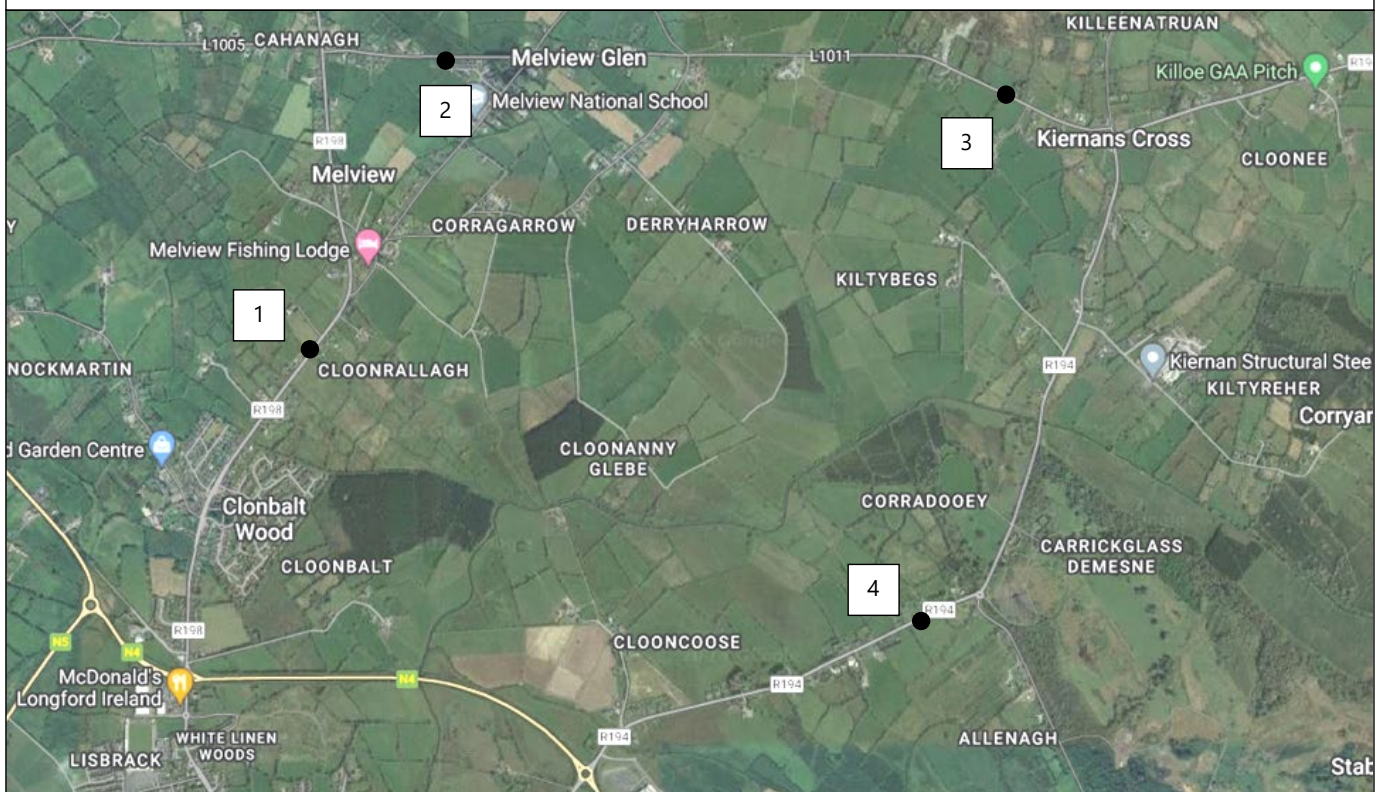 KILLEENATRUAN
L1005
CAHANAGH
Melview Glen
L1011
Killoe GAA Pitch
R19
2
Melview National School
3
Kiernans Cross
R198
CLOONEE
Melview
Y
CORRAGARROW
DERRYHARROW
Melview Fishing Lodge
KILTYBEGS
1
NOCKMARTIN
CLOONRALLAGH
R194
Kiernan Structural Stee
KILTYREHER
R198
Corryar
d Garden Centre
CLOONANNY
GLEBE
Clonbalt
Wood
CORRADOOEY
CLOONBALT
CARRICKGLASS
DEMESNE
4
R194
R198
N5
N4
CLOONCOOSE
McDonald's
Longford Ireland
N4
R194
WHITE LINEN
WOODS
R194
ALLENAGH
LISBRACK
Stab